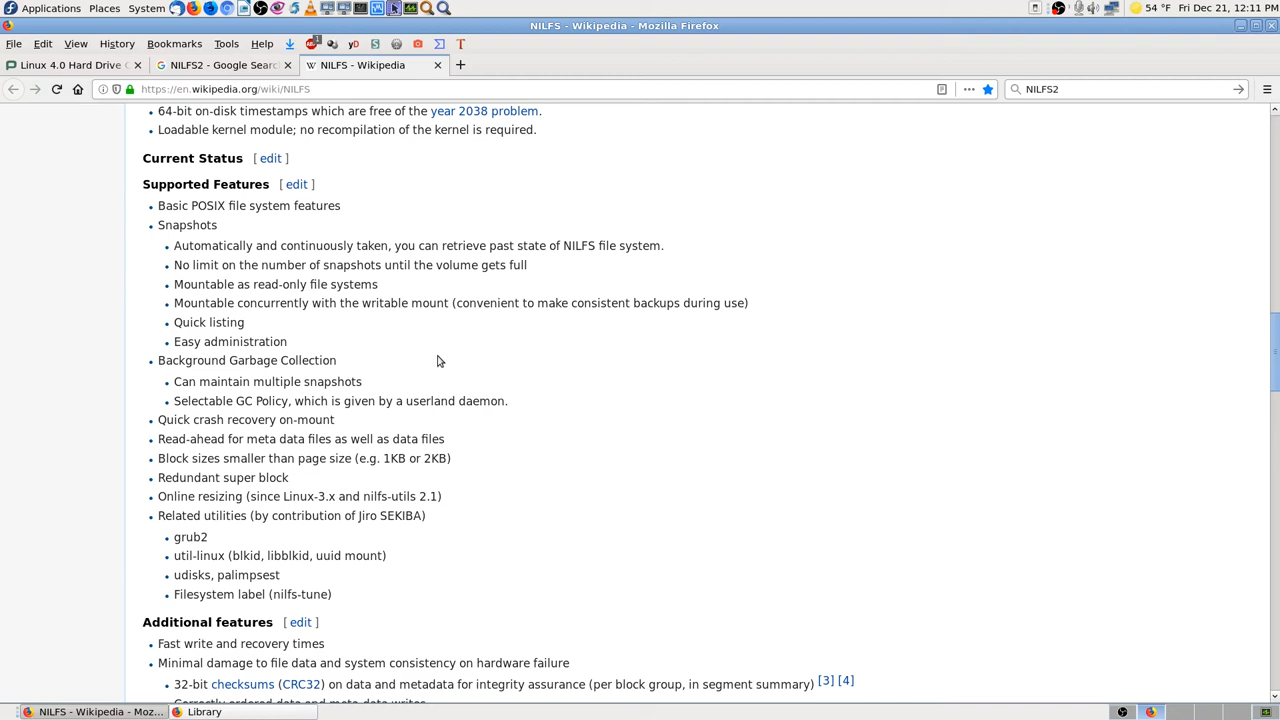 Applications Places System 54 °F Fri Dec 21, 12:11 PM
NILFS - Wikipedia - Mozilla Firefox
File Edit View History Bookmarks Tools Help
Linux 4.0 Hard Drive C NILFS2 - Google Searc NILFS - Wikipedia
https://en.wikipedia.org/wiki/NILFS NILFS2
64-bit on-disk timestamps which are free of the year 2038 problem.
Loadable kernel module; no recompilation of the kernel is required.
Current Status [ edit ]
Supported Features [ edit ]
Basic POSIX file system features
Snapshots
Automatically and continuously taken, you can retrieve past state of NILFS file system.
No limit on the number of snapshots until the volume gets full
Mountable as read-only file systems
Mountable concurrently with the writable mount (convenient to make consistent backups during use)
Quick listing
Easy administration
Background Garbage Collection
Can maintain multiple snapshots
Selectable GC Policy, which is given by a userland daemon.
Quick crash recovery on-mount
Read-ahead for meta data files as well as data files
Block sizes smaller than page size (e.g. 1KB or 2KB)
Redundant super block
Online resizing (since Linux-3.x and nilfs-utils 2.1)
Related utilities (by contribution of Jiro SEKIBA)
grub2
util-linux (blkid, libblkid, uuid mount)
udisks, palimpsest
Filesystem label (nilfs-tune)
Additional features [ edit ]
Fast write and recovery times
Minimal damage to file data and system consistency on hardware failure
32-bit checksums (CRC32) on data and metadata for integrity assurance (per block group, in segment summary) [3] [4]
Correctly ordered data and meta-data writes
NILFS - Wikipedia - Moz... Library